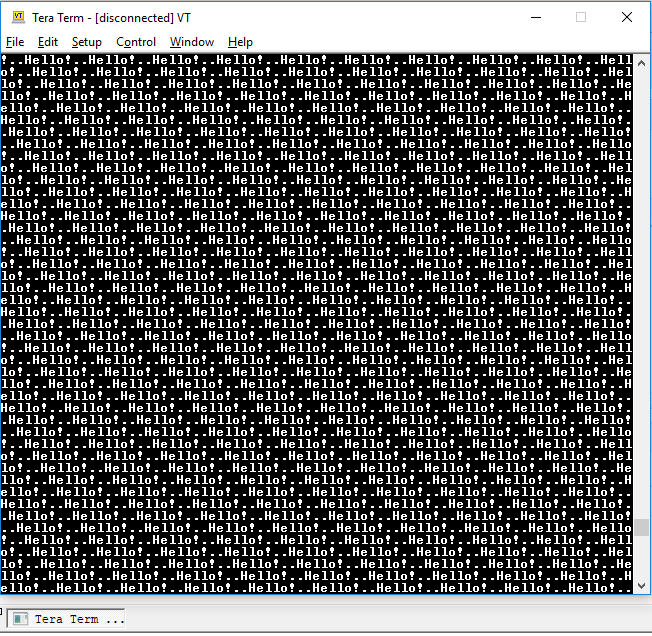 Tera Term - [disconnected] VT
File Edit Setup Control Window Help
!..Hello!..Hello!..Hello!..Hello!..Hello!..Hello!..Hello!..Hello!..Hello!..Hell
o!..Hello!..Hello!..Hello!..Hello!..Hello!..Hello!..Hello!..Hello!..Hello!..Hel
lo!..Hello!..Hello!..Hello!..Hello!..Hello!..Hello!..Hello!..Hello!..Hello!..He
llo!..Hello!..Hello!..Hello!..Hello!..Hello!..Hello!..Hello!..Hello!..Hello!..H
ello!..Hello!..Hello!..Hello!..Hello!..Hello!..Hello!..Hello!..Hello!..Hello!..
Hello!..Hello!..Hello!..Hello!..Hello!..Hello!..Hello!..Hello!..Hello!..Hello!.
.Hello!..Hello!..Hello!..Hello!..Hello!..Hello!..Hello!..Hello!..Hello!..Hello!
..Hello!..Hello!..Hello!..Hello!..Hello!..Hello!..Hello!..Hello!..Hello!..Hello
!..Hello!..Hello!..Hello!..Hello!..Hello!..Hello!..Hello!..Hello!..Hello!..Hell
o!..Hello!..Hello!..Hello!..Hello!..Hello!..Hello!..Hello!..Hello!..Hello!..Hel
lo!..Hello!..Hello!..Hello!..Hello!..Hello!..Hello!..Hello!..Hello!..Hello!..He
llo!..Hello!..Hello!..Hello!..Hello!..Hello!..Hello!..Hello!..Hello!..Hello!..H
ello!..Hello!..Hello!..Hello!..Hello!..Hello!..Hello!..Hello!..Hello!..Hello!..
Hello!..Hello!..Hello!..Hello!..Hello!..Hello!..Hello!..Hello!..Hello!..Hello!.
.Hello!..Hello!..Hello!..Hello!..Hello!..Hello!..Hello!..Hello!..Hello!..Hello!
..Hello!..Hello!..Hello!..Hello!..Hello!..Hello!..Hello!..Hello!..Hello!..Hello
!..Hello!..Hello!..Hello!..Hello!..Hello!..Hello!..Hello!..Hello!..Hello!..Hell
o!..Hello!..Hello!..Hello!..Hello!..Hello!..Hello!..Hello!..Hello!..Hello!..Hel
lo!..Hello!..Hello!..Hello!..Hello!..Hello!..Hello!..Hello!..Hello!..Hello!..He
llo!..Hello!..Hello!..Hello!..Hello!..Hello!..Hello!..Hello!..Hello!..Hello!..H
ello!..Hello!..Hello!..Hello!..Hello!..Hello!..Hello!..Hello!..Hello!..Hello!..
Hello!..Hello!..Hello!..Hello!..Hello!..Hello!..Hello!..Hello!..Hello!..Hello!.
.Hello!..Hello!..Hello!..Hello!..Hello!..Hello!..Hello!..Hello!..Hello!..Hello!
..Hello!..Hello!..Hello!..Hello!..Hello!..Hello!..Hello!..Hello!..Hello!..Hello
!..Hello!..Hello!..Hello!..Hello!..Hello!..Hello!..Hello!..Hello!..Hello!..Hell
o!..Hello!..Hello!..Hello!..Hello!..Hello!..Hello!..Hello!..Hello!..Hello!..Hel
lo!..Hello!..Hello!..Hello!..Hello!..Hello!..Hello!..Hello!..Hello!..Hello!..He
llo!..Hello!..Hello!..Hello!..Hello!..Hello!..Hello!..Hello!..Hello!..Hello!..H
ello!..Hello!..Hello!..Hello!..Hello!..Hello!..Hello!..Hello!..Hello!..Hello!..
Hello!..Hello!..Hello!..Hello!..Hello!..Hello!..Hello!..Hello!..Hello!..Hello!.
.Hello!..Hello!..Hello!..Hello!..Hello!..Hello!..Hello!..Hello!..Hello!..Hello!
..Hello!..Hello!..Hello!..Hello!..Hello!..Hello!..Hello!..Hello!..Hello!..Hello
!..Hello!..Hello!..Hello!..Hello!..Hello!..Hello!..Hello!..Hello!..Hello!..Hell
o!..Hello!..Hello!..Hello!..Hello!..Hello!..Hello!..Hello!..Hello!..Hello!..Hel
lo!..Hello!..Hello!..Hello!..Hello!..Hello!..Hello!..Hello!..Hello!..Hello!..He
llo!..Hello!..Hello!..Hello!..Hello!..Hello!..Hello!..Hello!..Hello!..Hello!..H
ello!..Hello!..Hello!..Hello!..Hello!..Hello!..Hello!..Hello!..Hello!..Hello!..
Hello!..Hello!..Hello!..Hello!..Hello!..Hello!..Hello!..Hello!..Hello!..Hello!.
.Hello!..Hello!..Hello!..Hello!..Hello!..Hello!..Hello!..Hello!..Hello!..Hello!
..Hello!..Hello!..Hello!..Hello!..Hello!..Hello!..Hello!..Hello!..Hello!..Hello
!..Hello!..Hello!..Hello!..Hello!..Hello!..Hello!..Hello!..Hello!..Hello!..Hell
o!..Hello!..Hello!..Hello!..Hello!..Hello!..Hello!..Hello!..Hello!..Hello!..Hel
lo!..Hello!..Hello!..Hello!..Hello!..Hello!..Hello!..Hello!..Hello!..Hello!..He
llo!..Hello!..Hello!..Hello!..Hello!..Hello!..Hello!..Hello!..Hello!..Hello!..H
ello!..Hello!..Hello!..Hello!..Hello!..Hello!..Hello!..Hello!..Hello!..Hello!..
Tera Term ...